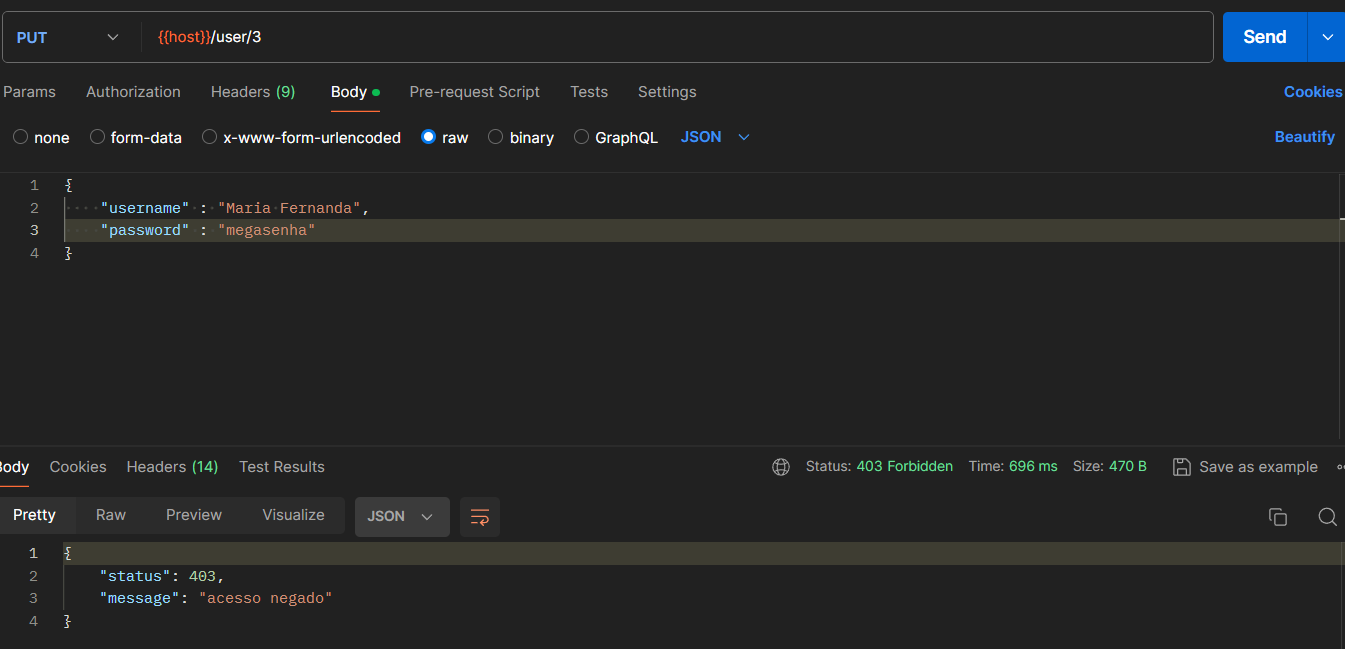 PUT {{host}}/user/3 Send
Params Authorization Headers (9) Body Pre-request Script Tests Settings Cookies
none form-data x-www-form-urlencoded raw binary GraphQL JSON Beautify
1 {
2 "username" : "Maria Fernanda",
3 "password" : "megasenha"
4 }
Body Cookies Headers (14) Test Results Status: 403 Forbidden Time: 696 ms Size: 470 B Save as example
Pretty Raw Preview Visualize JSON
1 {
2 "status": 403,
3 "message": "acesso negado"
4 }